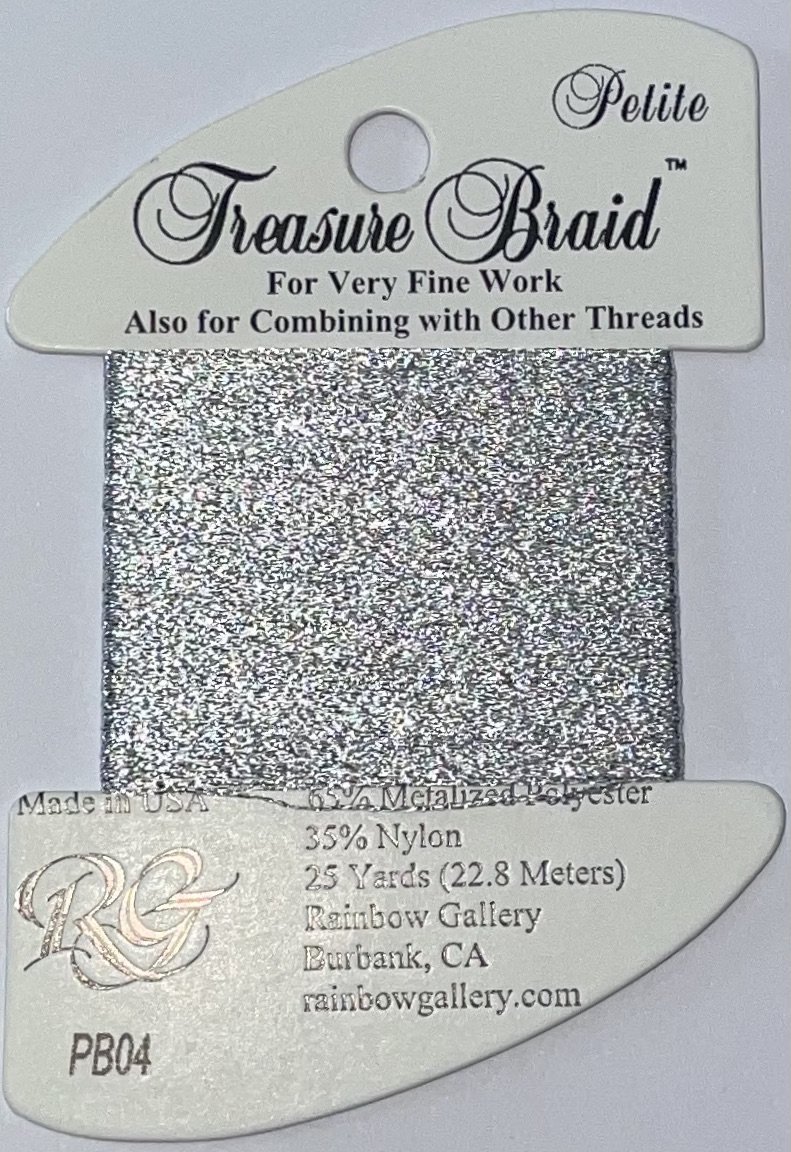 Petite
Treasure Braid™
For Very Fine Work
Also for Combining with Other Threads
Made in USA
65% Metalized Polyester
35% Nylon
25 Yards (22.8 Meters)
Rainbow Gallery
Burbank, CA
rainbowgallery.com
RG
PB04